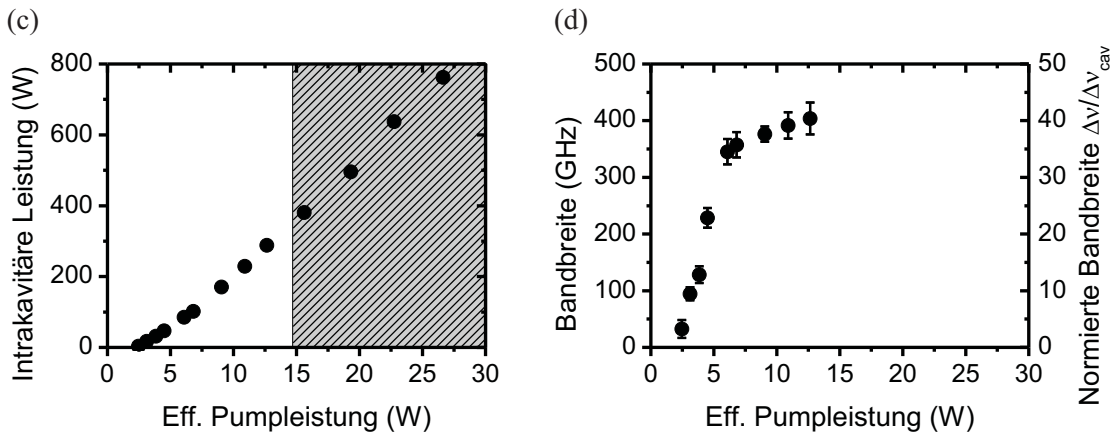 (c)
Intrakavitäre Leistung (W)
800
600
400
200
0
0 5 10 15 20 25 30
Eff. Pumpleistung (W)
(d)
Bandbreite (GHz)
500
400
300
200
100
0
0 5 10 15 20 25 30
Eff. Pumpleistung (W)
50
40
30
20
10
0
Normierte Bandbreite Δν/Δν_cav